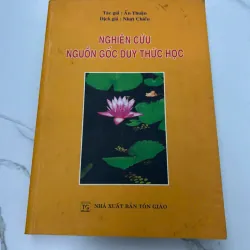 Tác giả : Ấn Thuận
Dịch giả : Nhật Chiếu
NGHIÊN CỨU
NGUỒN GỐC DUY THỨC HỌC
NHÀ XUẤT BẢN TÔN GIÁO